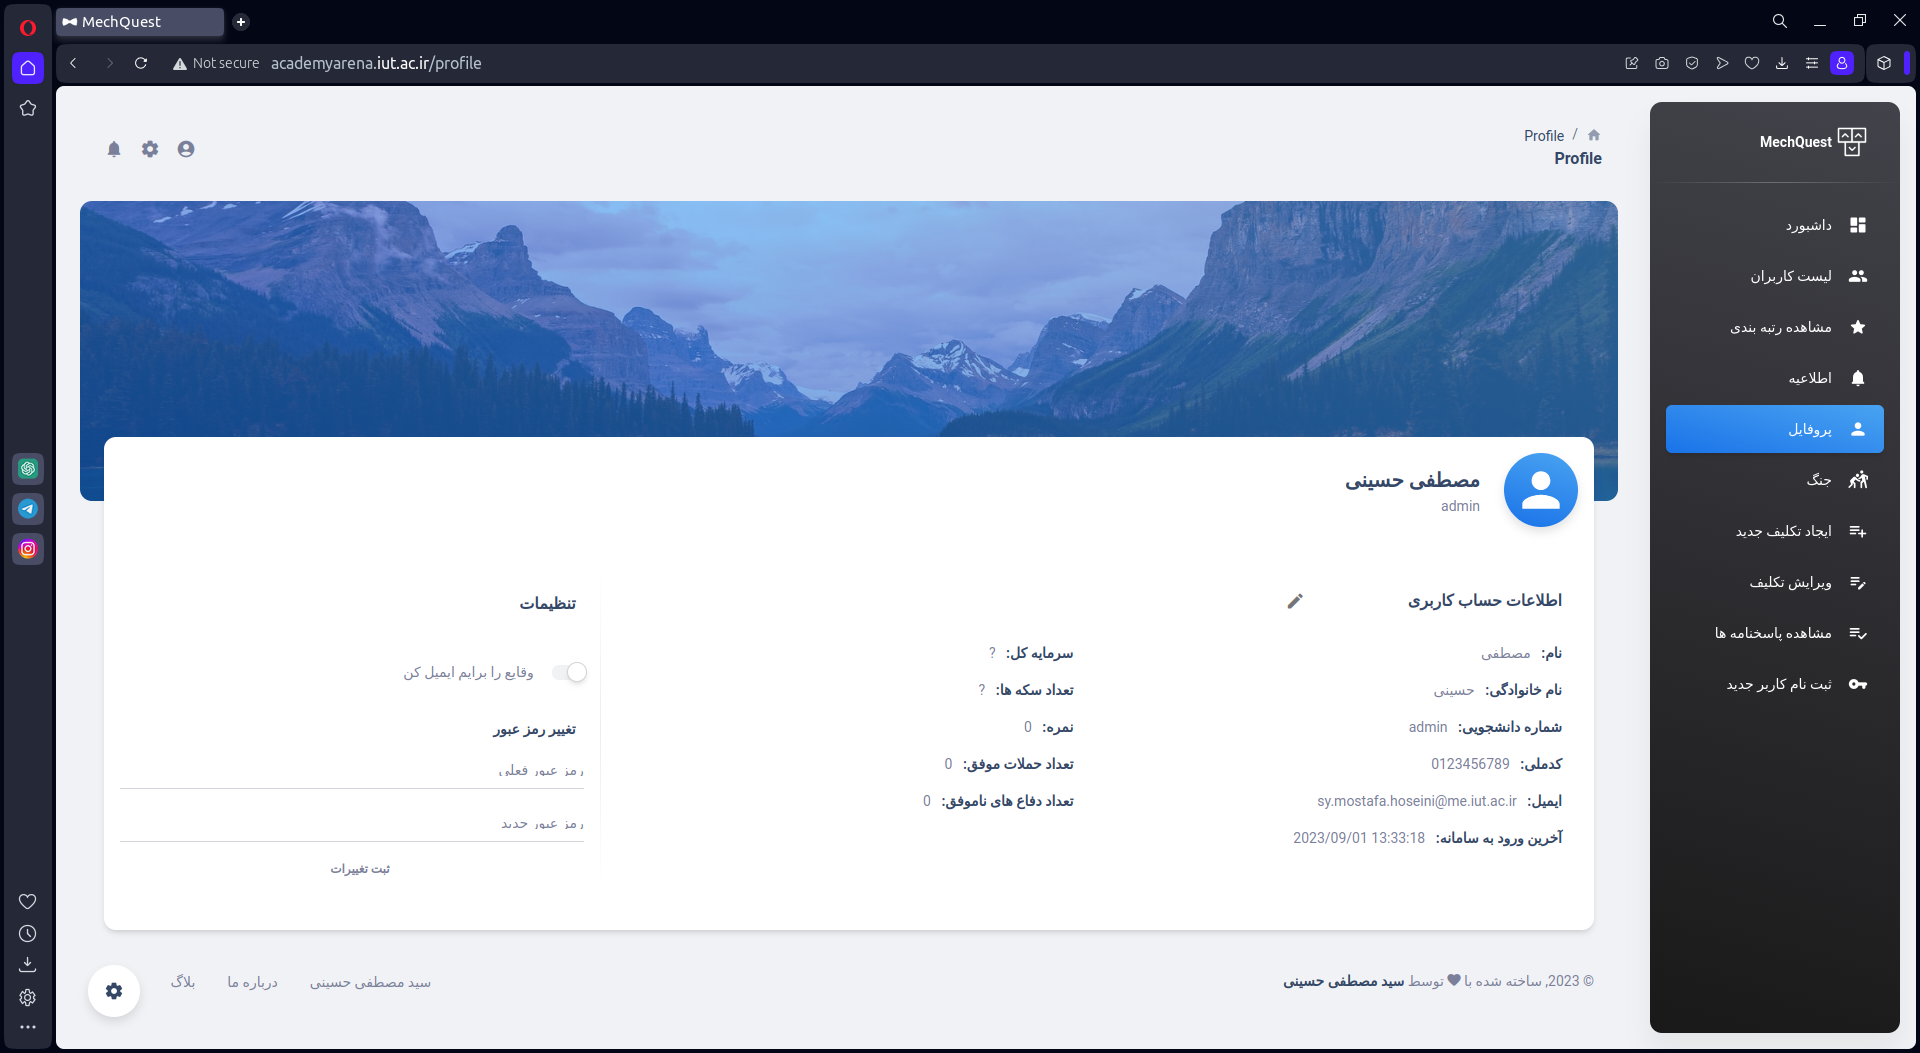 MechQuest
Not secure academyarena.iut.ac.ir/profile
Profile /
Profile
MechQuest
داشبورد
لیست کاربران
مشاهده رتبه بندی
اطلاعیه
پروفایل
جنگ
ایجاد تکلیف جدید
ویرایش تکلیف
مشاهده پاسخنامه ها
ثبت نام کاربر جدید
مصطفی حسینی
admin
اطلاعات حساب کاربری
نام: مصطفی
نام خانوادگی: حسینی
شماره دانشجویی: admin
کدملی: 0123456789
ایمیل: sy.mostafa.hoseini@me.iut.ac.ir
آخرین ورود به سامانه: 2023/09/01 13:33:18
سرمایه کل: ?
تعداد سکه ها: ?
نمره: 0
تعداد حملات موفق: 0
تعداد دفاع های ناموفق: 0
تنظیمات
وقایع را برایم ایمیل کن
تغییر رمز عبور
رمز عبور فعلی
رمز عبور جدید
ثبت تغییرات
© 2023, ساخته شده با توسط سید مصطفی حسینی
سید مصطفی حسینی
درباره ما
بلاگ